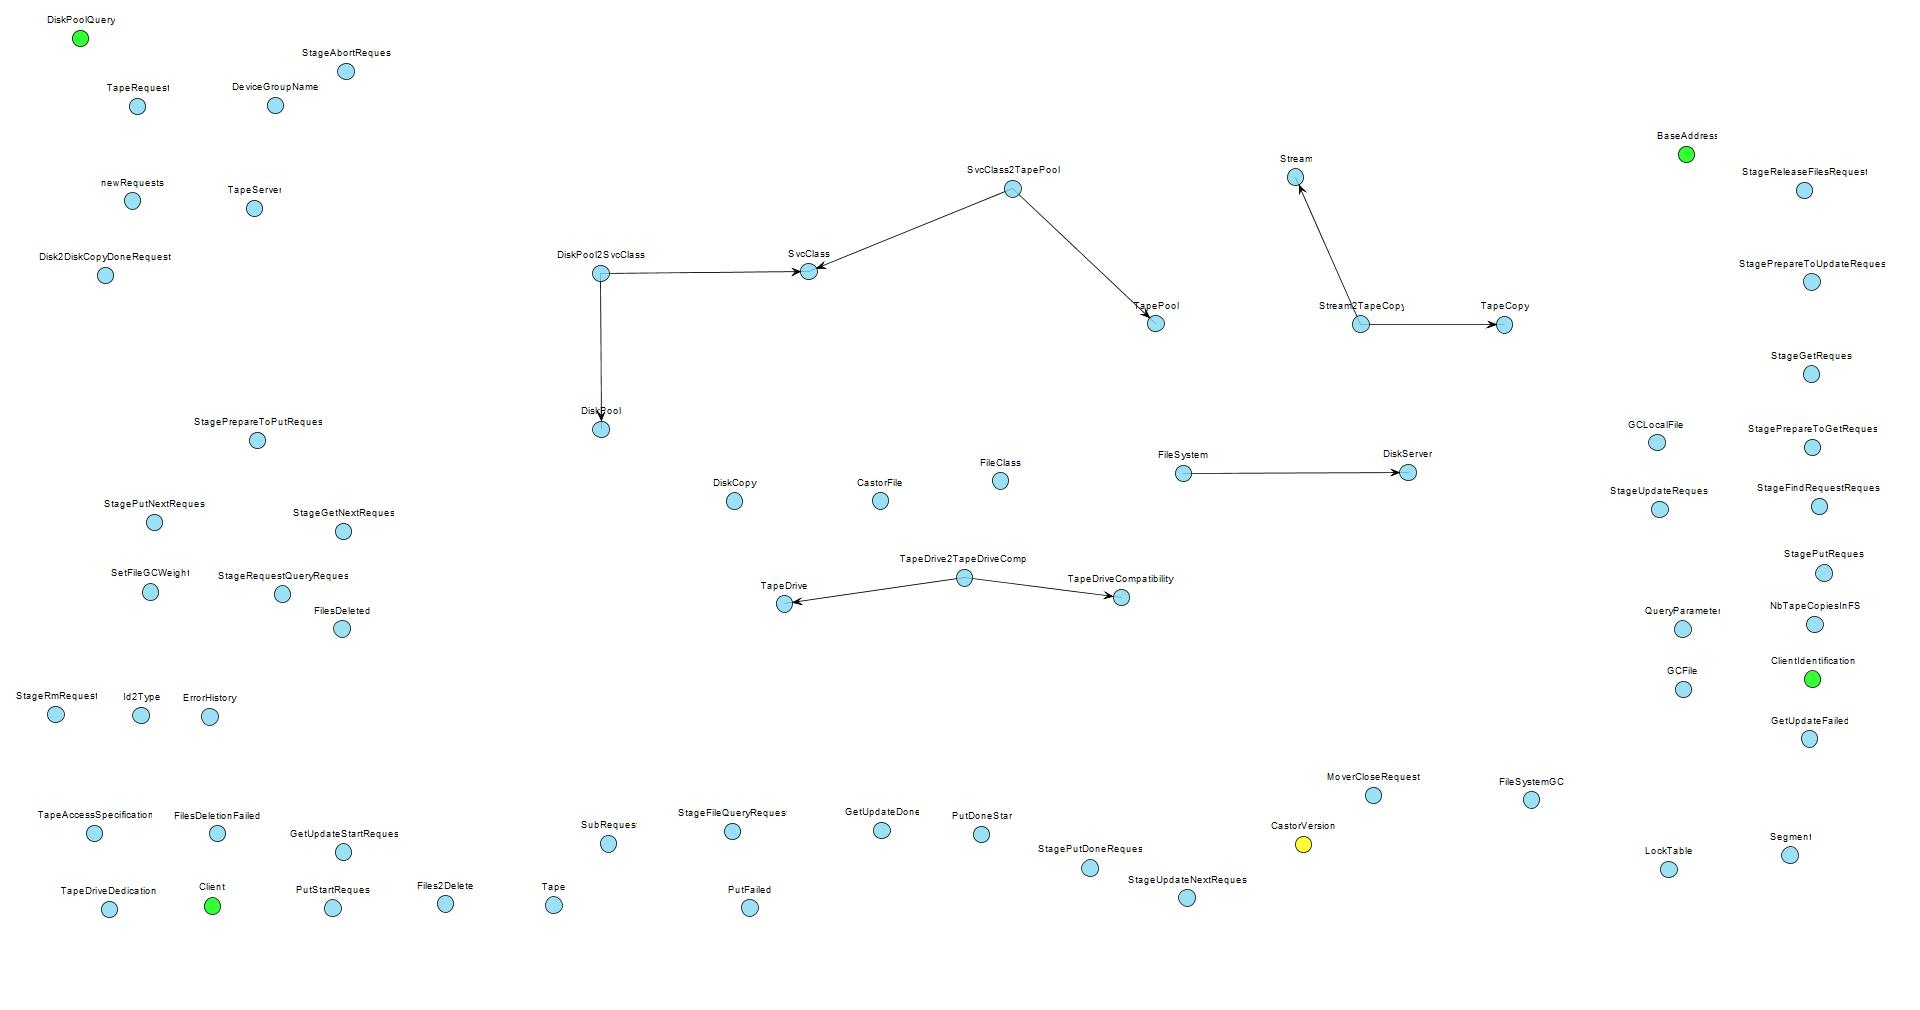 DiskPoolQuery
StageAbortReques
TapeRequest
DeviceGroupName
BaseAddress
Stream
SvcClass2TapePool
StageReleaseFilesRequest
newRequests
TapeServer
DiskPool2SvcClass
SvcClass
Disk2DiskCopyDoneRequest
StagePrepareToUpdateReques
TapePool
Stream2TapeCopy
TapeCopy
StageGetReques
DiskPool
StagePrepareToPutReques
GCLocalFile
StagePrepareToGetReques
FileSystem
DiskServer
FileClass
DiskCopy
CastorFile
StageUpdateReques
StageFindRequestReques
StagePutNextReques
StageGetNextReques
StagePutReques
TapeDrive2TapeDriveComp
SetFileGCWeight
StageRequestQueryReques
TapeDrive
TapeDriveCompatibility
FilesDeleted
QueryParameter
NbTapeCopiesInFS
ClientIdentification
GCFile
StageRmRequest
Id2Type
ErrorHistory
GetUpdateFailed
MoverCloseRequest
FileSystemGC
TapeAccessSpecification
FilesDeletionFailed
StageFileQueryReques
GetUpdateDone
PutDoneStar
SubReques
CastorVersion
GetUpdateStartReques
Segment
StagePutDoneReques
LockTable
StageUpdateNextReques
TapeDriveDedication
Client
PutStartReques
Files2Delete
Tape
PutFailed